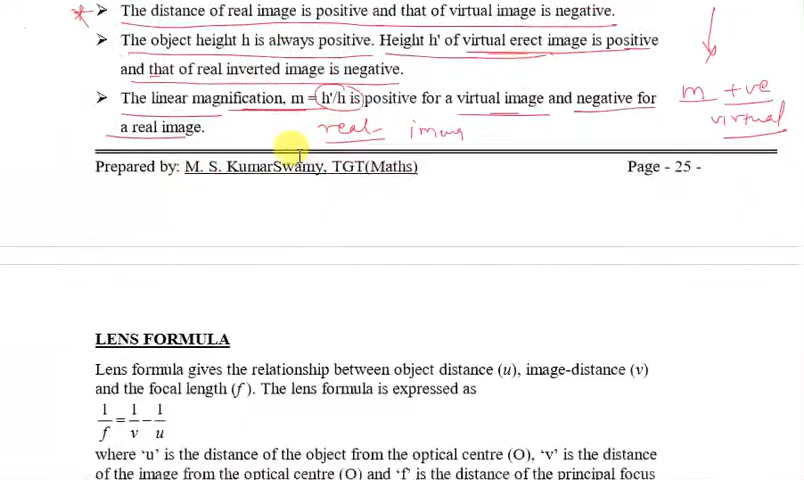 * ➤ The distance of real image is positive and that of virtual image is negative.
➤ The object height h is always positive. Height h' of virtual erect image is positive
and that of real inverted image is negative.
➤ The linear magnification, m = h'/h is positive for a virtual image and negative for
a real image.
real imag
m +ve
virtual
Prepared by: M. S. KumarSwamy, TGT(Maths) Page - 25 -
LENS FORMULA
Lens formula gives the relationship between object distance (u), image-distance (v)
and the focal length (f ). The lens formula is expressed as
1/f = 1/v − 1/u
where ‘u’ is the distance of the object from the optical centre (O), ‘v’ is the distance
of the image from the optical centre (O) and ‘f’ is the distance of the principal focus